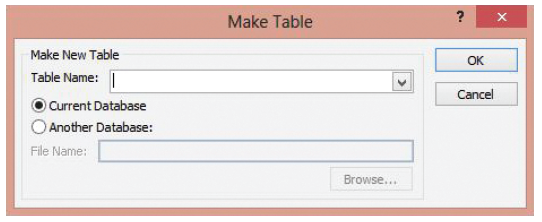 Make Table
?
×
Make New Table
Table Name:
OK
Current Database
Cancel
Another Database:
File Name:
Browse...